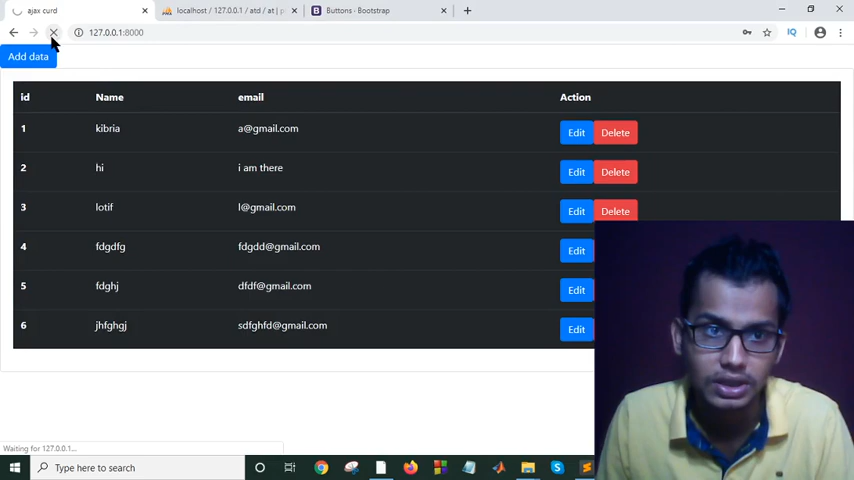 ajax curd
localhost / 127.0.0.1 / atd / at | p
Buttons · Bootstrap
127.0.0.1:8000
IQ
Add data
id Name email Action
1 kibria a@gmail.com Edit Delete
2 hi i am there Edit Delete
3 lotif l@gmail.com Edit Delete
4 fdgdfg fdgdd@gmail.com Edit
5 fdghj dfdf@gmail.com Edit
6 jhfghgj sdfghfd@gmail.com Edit
Waiting for 127.0.0.1...
Type here to search